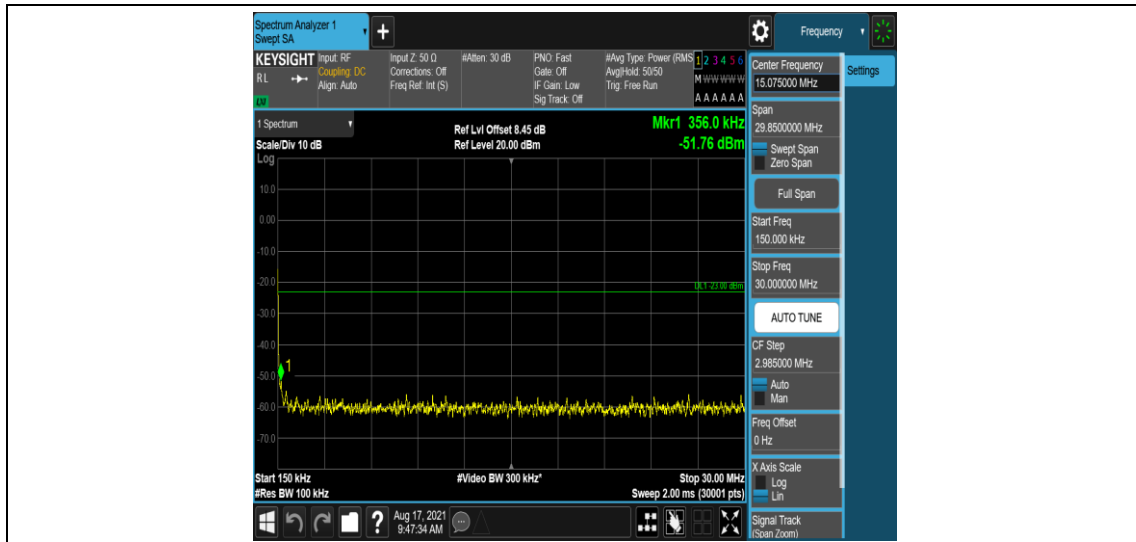 Spectrum Analyzer 1
Swept SA
Frequency
KEYSIGHT
RL
Input: RF
Coupling: DC
Align: Auto
Input Z: 50 Ω
Corrections: Off
Freq Ref: Int (S)
#Atten: 30 dB
PNO: Fast
Gate: Off
IF Gain: Low
Sig Track: Off
#Avg Type: Power (RMS
Avg|Hold: 50/50
Trig: Free Run
1 2 3 4 5 6
M W W W W W
A A A A A A
1 Spectrum
Scale/Div 10 dB
Ref Lvl Offset 8.45 dB
Ref Level 20.00 dBm
Mkr1 356.0 kHz
-51.76 dBm
Log
10.0
0.00
-10.0
-20.0
-30.0
-40.0
-50.0
-60.0
-70.0
DL1 -23.00 dBm
1
Start 150 kHz
#Res BW 100 kHz
#Video BW 300 kHz*
Stop 30.00 MHz
Sweep 2.00 ms (30001 pts)
Center Frequency
15.075000 MHz
Settings
Span
29.8500000 MHz
Swept Span
Zero Span
Full Span
Start Freq
150.000 kHz
Stop Freq
30.000000 MHz
AUTO TUNE
CF Step
2.985000 MHz
Auto
Man
Freq Offset
0 Hz
X Axis Scale
Log
Lin
Signal Track
(Span Zoom)
Aug 17, 2021
9:47:34 AM